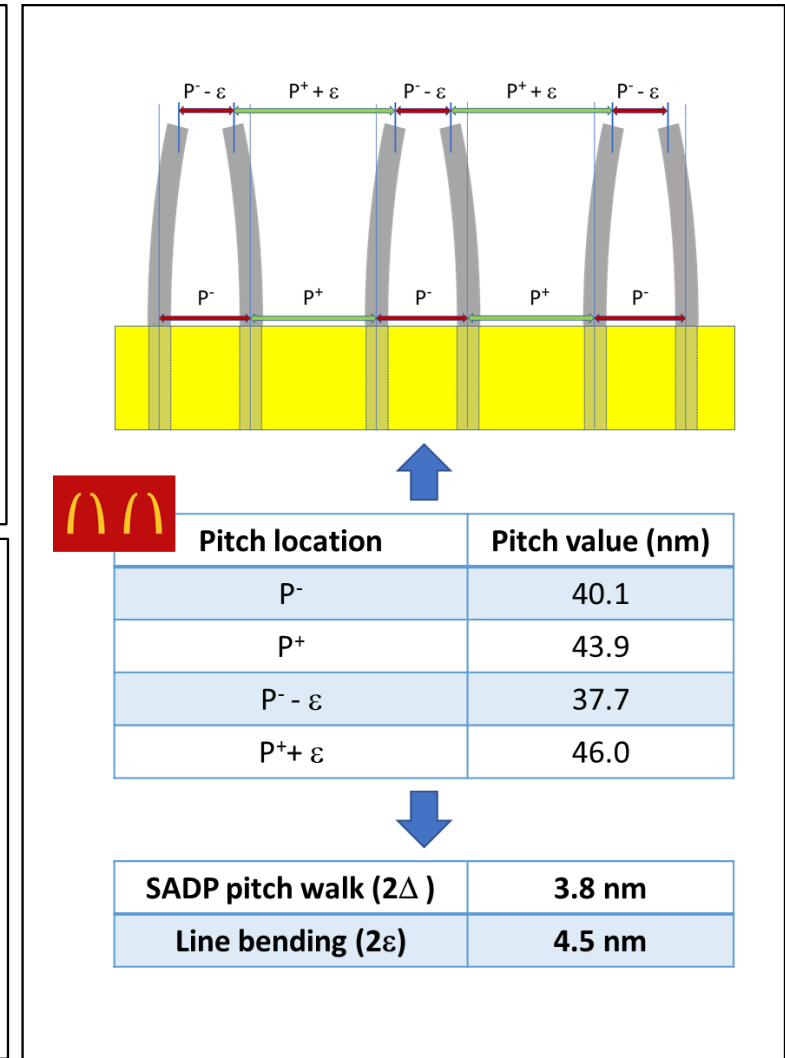 P⁻ - ε P⁺ + ε P⁻ - ε P⁺ + ε P⁻ - ε
P⁻ P⁺ P⁻ P⁺ P⁻
Pitch location Pitch value (nm)
P⁻ 40.1
P⁺ 43.9
P⁻ - ε 37.7
P⁺+ ε 46.0
SADP pitch walk (2Δ ) 3.8 nm
Line bending (2ε) 4.5 nm